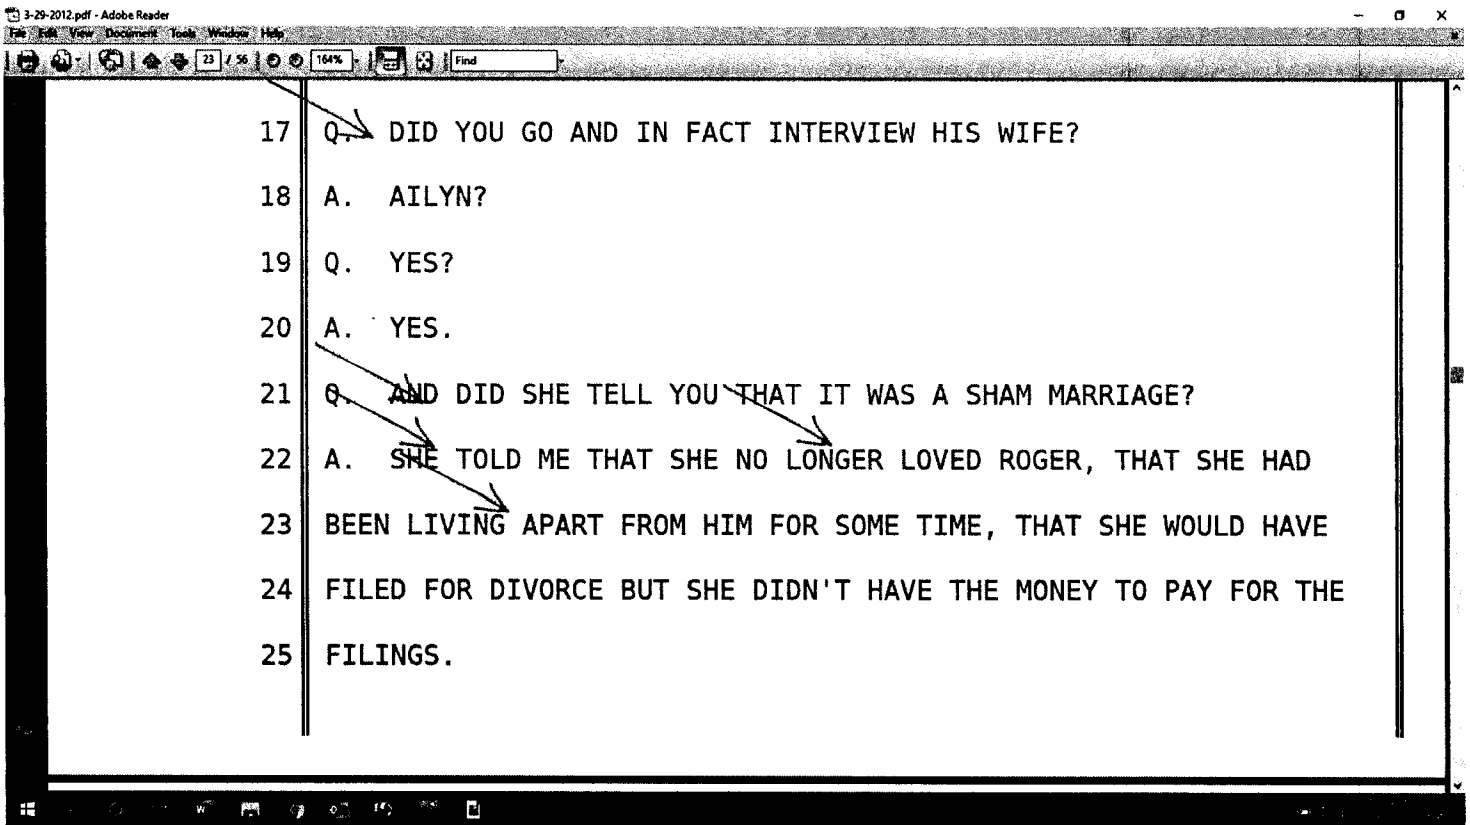 3-29-2012.pdf - Adobe Reader
File Edit View Document Tools Window Help
23 / 56 164% Find
17 Q. DID YOU GO AND IN FACT INTERVIEW HIS WIFE?
18 A. AILYN?
19 Q. YES?
20 A. YES.
21 Q. AND DID SHE TELL YOU THAT IT WAS A SHAM MARRIAGE?
22 A. SHE TOLD ME THAT SHE NO LONGER LOVED ROGER, THAT SHE HAD
23 BEEN LIVING APART FROM HIM FOR SOME TIME, THAT SHE WOULD HAVE
24 FILED FOR DIVORCE BUT SHE DIDN'T HAVE THE MONEY TO PAY FOR THE
25 FILINGS.